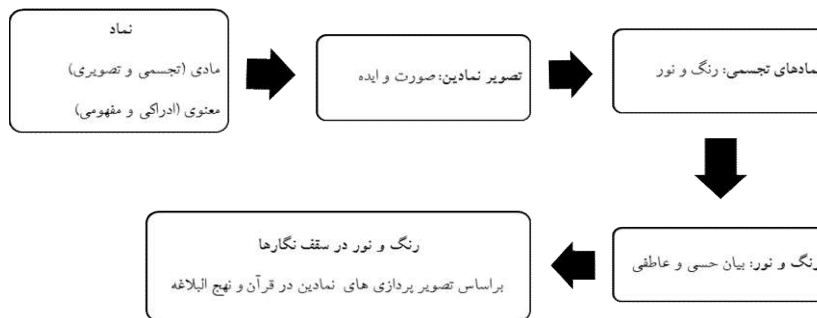 نماد
مادی (تجسمی و تصویری)
معنوی (ادراکی و مفهومی)
تصویر نمادین: صورت و ایده
نمادهای تجسمی: رنگ و نور
رنگ و نور: بیان حسی و عاطفی
رنگ و نور در سقف نگارها
براساس تصویر پردازی های نمادین در قرآن و نهج البلاغه